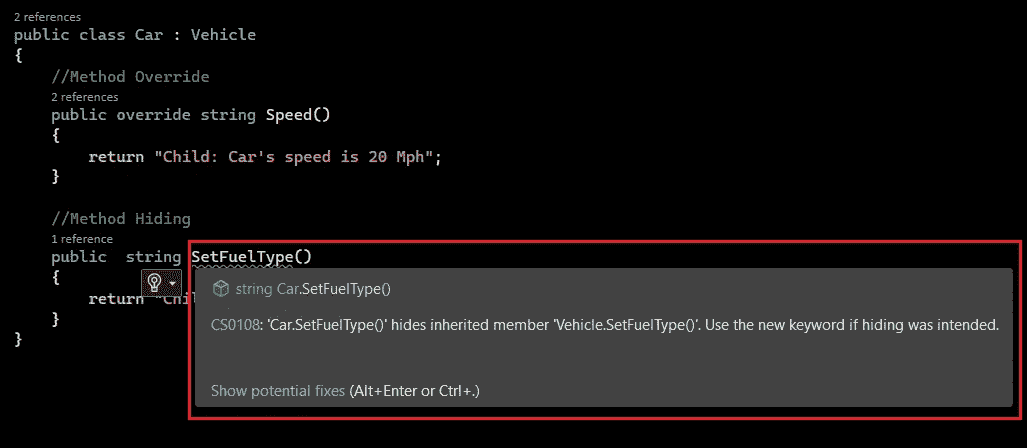 2 references
public class Car : Vehicle
{
//Method Override
2 references
public override string Speed()
{
return "Child: Car's speed is 20 Mph";
}
//Method Hiding
1 reference
public string SetFuelType()
{
string Car.SetFuelType()
return
CS0108: 'Car.SetFuelType()' hides inherited member 'Vehicle.SetFuelType()'. Use the new keyword if hiding was intended.
}
}
Show potential fixes (Alt+Enter or Ctrl+.)